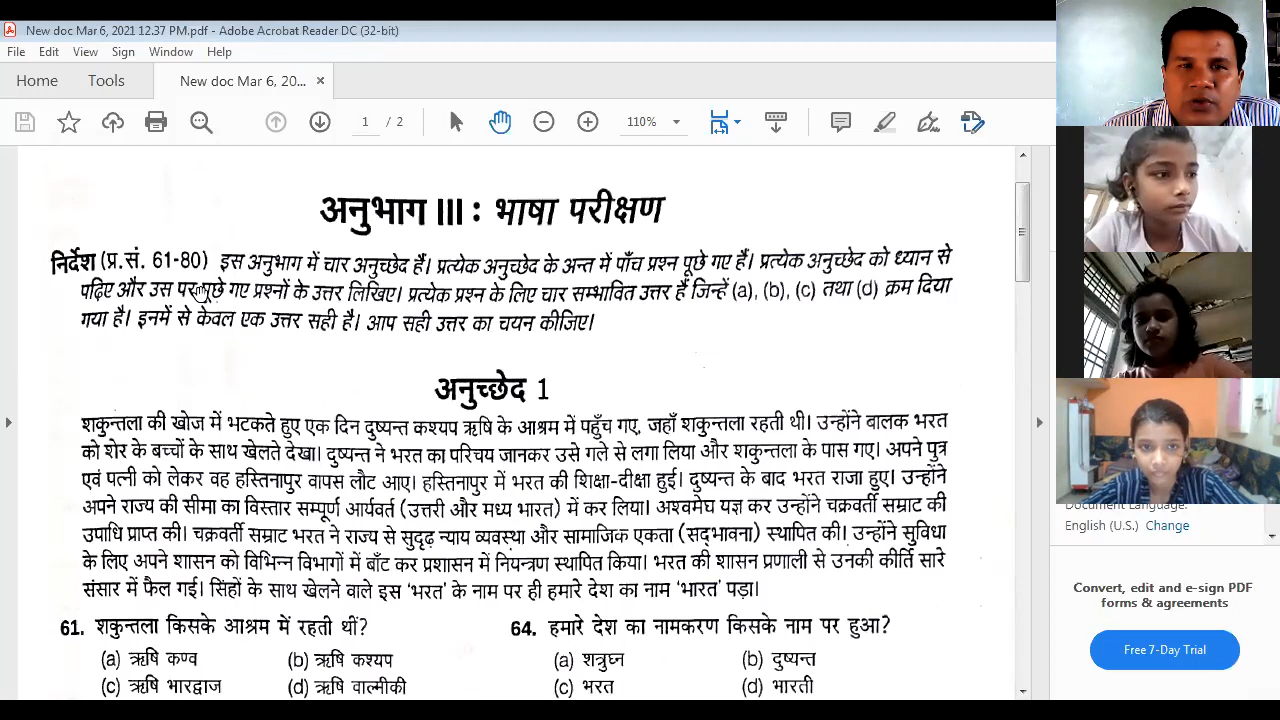 New doc Mar 6, 2021 12.37 PM.pdf - Adobe Acrobat Reader DC (32-bit)
File Edit View Sign Window Help
Home Tools New doc Mar 6, 20... ×
1 / 2 110%
अनुभाग III : भाषा परीक्षण
निर्देश (प्र.सं. 61-80) इस अनुभाग में चार अनुच्छेद हैं। प्रत्येक अनुच्छेद के अन्त में पाँच प्रश्न पूछे गए हैं। प्रत्येक अनुच्छेद को ध्यान से
पढ़िए और उस पर पूछे गए प्रश्नों के उत्तर लिखिए। प्रत्येक प्रश्न के लिए चार सम्भावित उत्तर हैं जिन्हें (a), (b), (c) तथा (d) क्रम दिया
गया है। इनमें से केवल एक उत्तर सही है। आप सही उत्तर का चयन कीजिए।
अनुच्छेद 1
शकुन्तला की खोज में भटकते हुए एक दिन दुष्यन्त कश्यप ऋषि के आश्रम में पहुँच गए, जहाँ शकुन्तला रहती थी। उन्होंने वालक भरत
को शेर के बच्चों के साथ खेलते देखा। दुष्यन्त ने भरत का परिचय जानकर उसे गले से लगा लिया और शकुन्तला के पास गए। अपने पुत्र
एवं पत्नी को लेकर वह हस्तिनापुर वापस लौट आए। हस्तिनापुर में भरत की शिक्षा-दीक्षा हुई। दुष्यन्त के बाद भरत राजा हुए। उन्होंने
अपने राज्य की सीमा का विस्तार सम्पूर्ण आर्यवर्त (उत्तरी और मध्य भारत) में कर लिया। अश्वमेघ यज्ञ कर उन्होंने चक्रवर्ती सम्राट की
उपाधि प्राप्त की। चक्रवर्ती सम्राट भरत ने राज्य से सुदृढ़ न्याय व्यवस्था और सामाजिक एकता (सद्भावना) स्थापित की। उन्होंने सुविधा
के लिए अपने शासन को विभिन्न विभागों में बाँट कर प्रशासन में नियन्त्रण स्थापित किया। भरत की शासन प्रणाली से उनकी कीर्ति सारे
संसार में फैल गई। सिंहों के साथ खेलने वाले इस ‘भरत’ के नाम पर ही हमारे देश का नाम ‘भारत’ पड़ा।
61. शकुन्तला किसके आश्रम में रहती थीं?
(a) ऋषि कण्व (b) ऋषि कश्यप
(c) ऋषि भारद्वाज (d) ऋषि वाल्मीकी
64. हमारे देश का नामकरण किसके नाम पर हुआ?
(a) शत्रुघ्न (b) दुष्यन्त
(c) भरत (d) भारती
Document Language:
English (U.S.) Change
Convert, edit and e-sign PDF
forms & agreements
Free 7-Day Trial